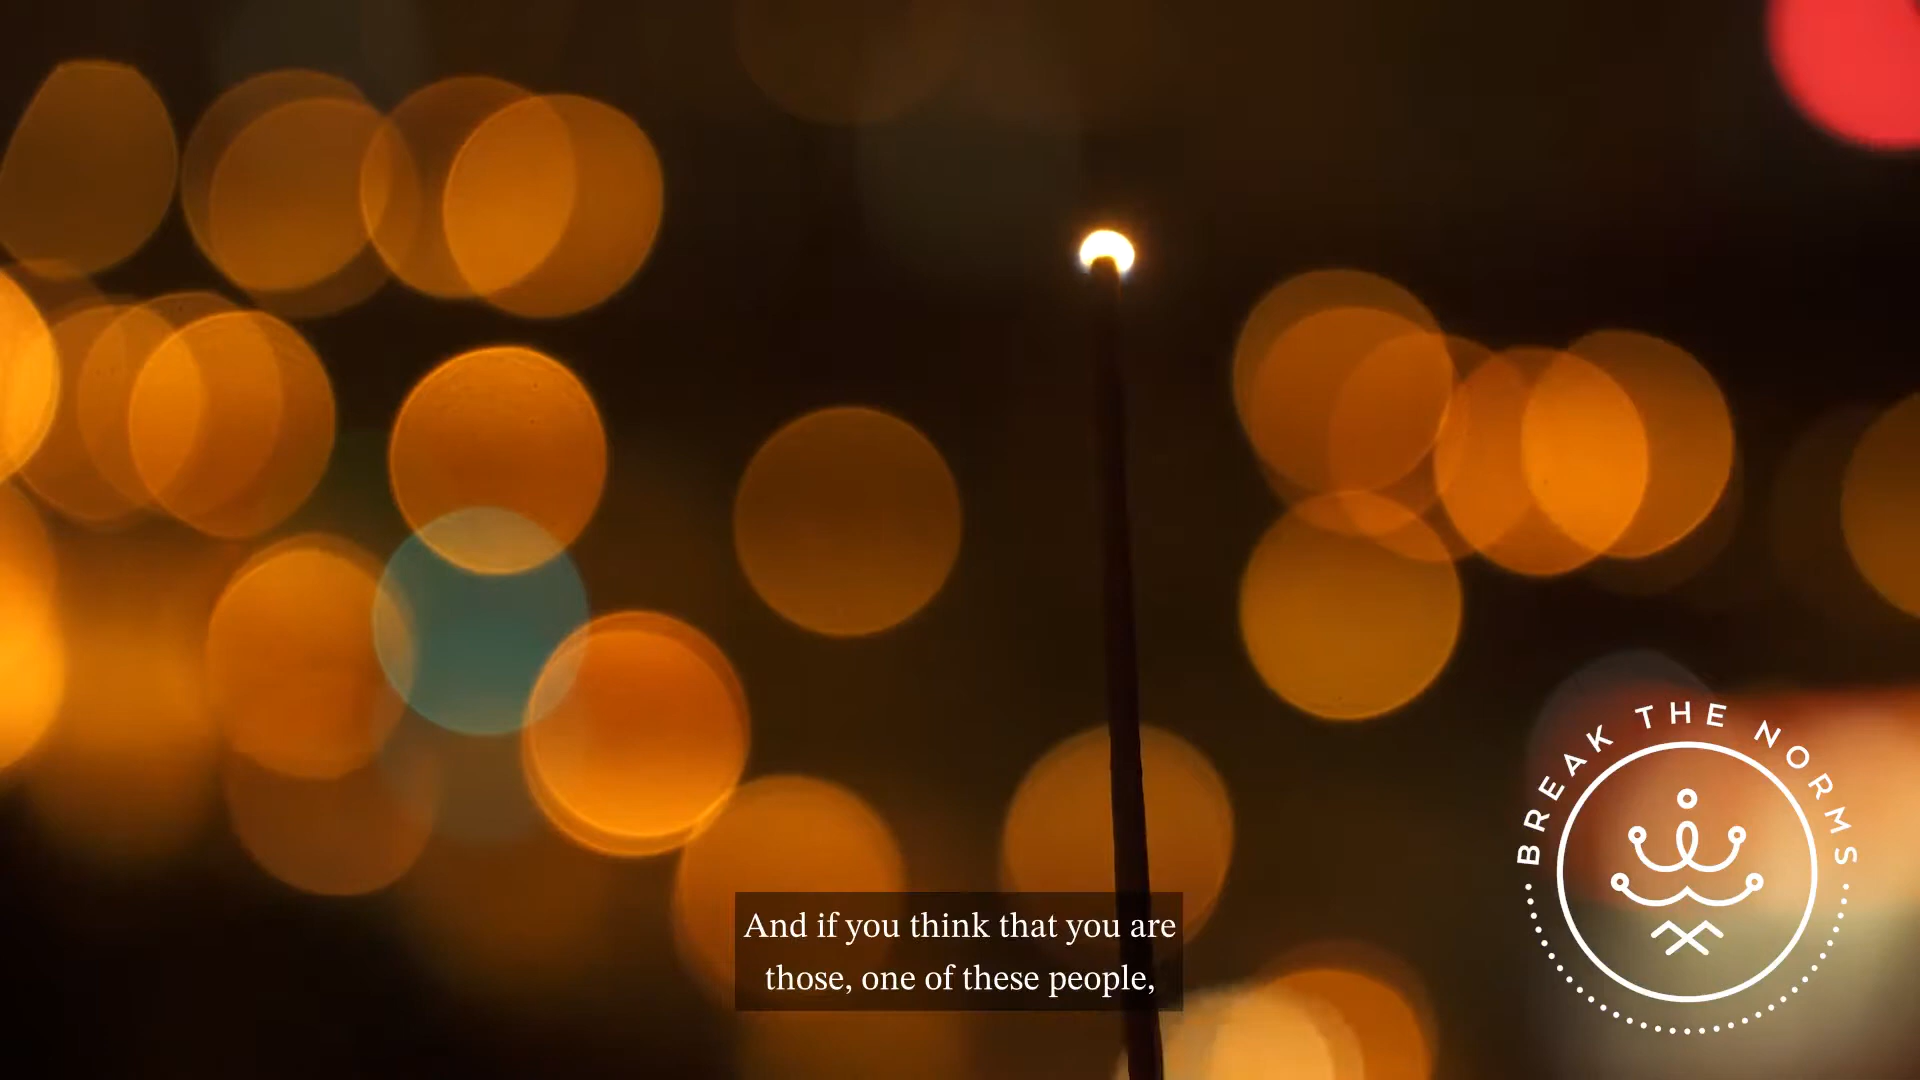 BREAK THE NORMS
And if you think that you are
those, one of these people,